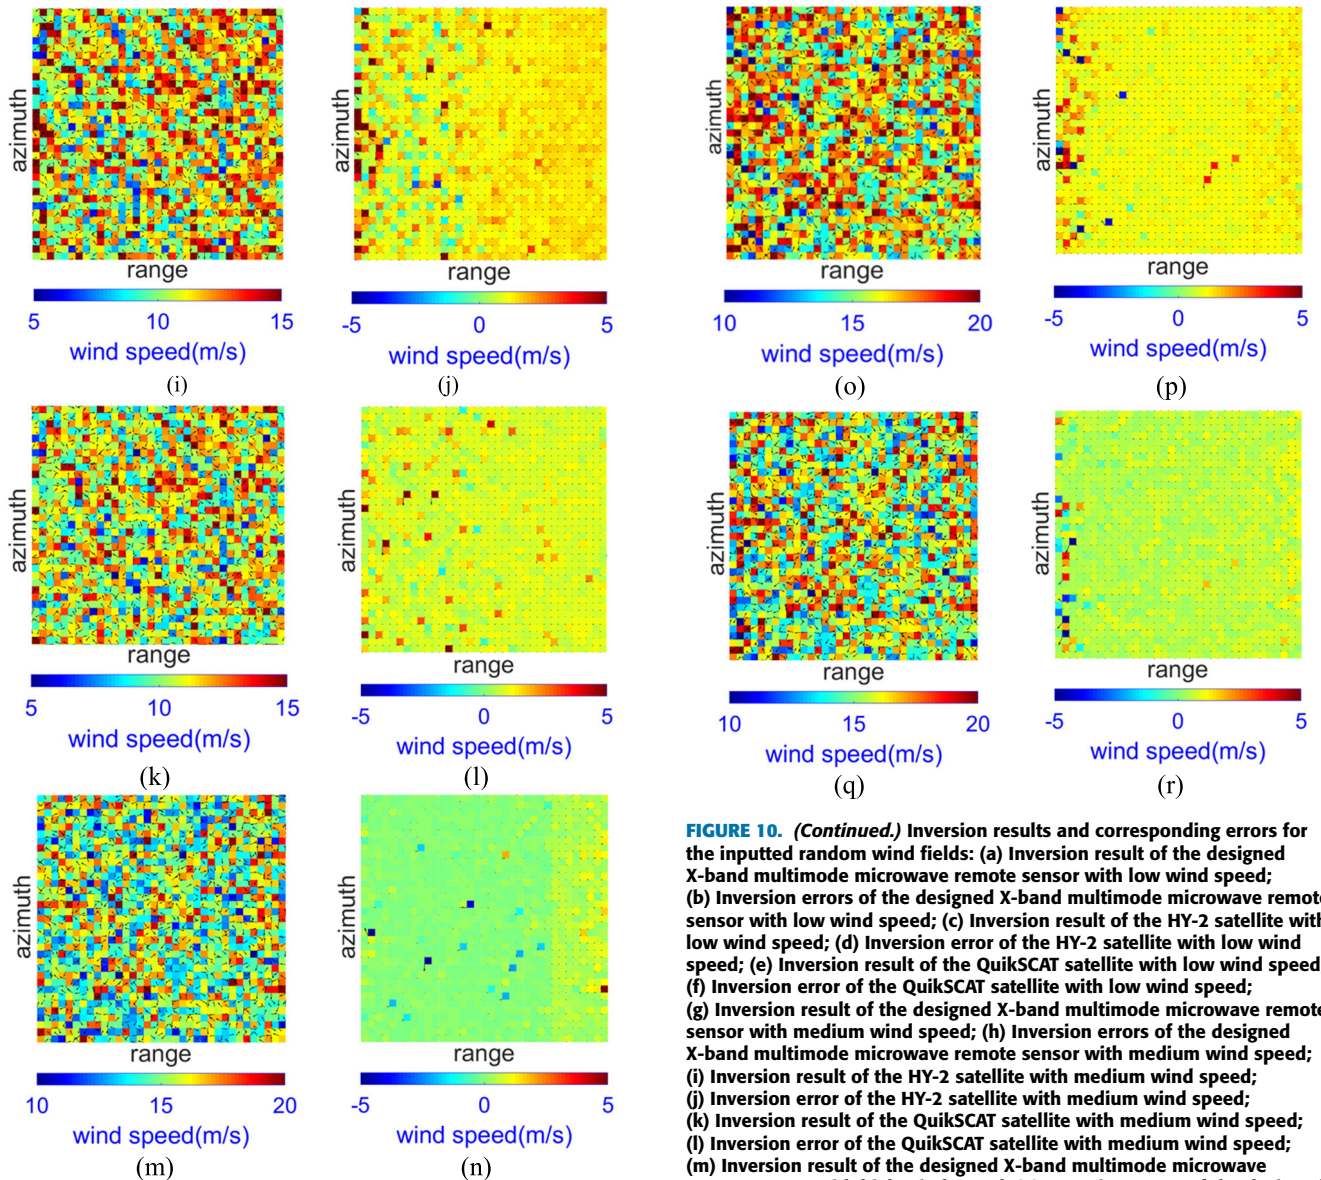 azimuth
range
5 10 15
wind speed(m/s)
(i)
range
-5 0 5
wind speed(m/s)
(j)
azimuth
range
5 10 15
wind speed(m/s)
(k)
range
-5 0 5
wind speed(m/s)
(l)
azimuth
range
10 15 20
wind speed(m/s)
(m)
range
-5 0 5
wind speed(m/s)
(n)
azimuth
range
10 15 20
wind speed(m/s)
(o)
azimuth
range
-5 0 5
wind speed(m/s)
(p)
azimuth
range
10 15 20
wind speed(m/s)
(q)
azimuth
range
-5 0 5
wind speed(m/s)
(r)
FIGURE 10. (Continued.) Inversion results and corresponding errors for
the inputted random wind fields: (a) Inversion result of the designed
X-band multimode microwave remote sensor with low wind speed;
(b) Inversion errors of the designed X-band multimode microwave remote
sensor with low wind speed; (c) Inversion result of the HY-2 satellite with
low wind speed; (d) Inversion error of the HY-2 satellite with low wind
speed; (e) Inversion result of the QuikSCAT satellite with low wind speed
(f) Inversion error of the QuikSCAT satellite with low wind speed;
(g) Inversion result of the designed X-band multimode microwave remote
sensor with medium wind speed; (h) Inversion errors of the designed
X-band multimode microwave remote sensor with medium wind speed;
(i) Inversion result of the HY-2 satellite with medium wind speed;
(j) Inversion error of the HY-2 satellite with medium wind speed;
(k) Inversion result of the QuikSCAT satellite with medium wind speed;
(l) Inversion error of the QuikSCAT satellite with medium wind speed;
(m) Inversion result of the designed X-band multimode microwave